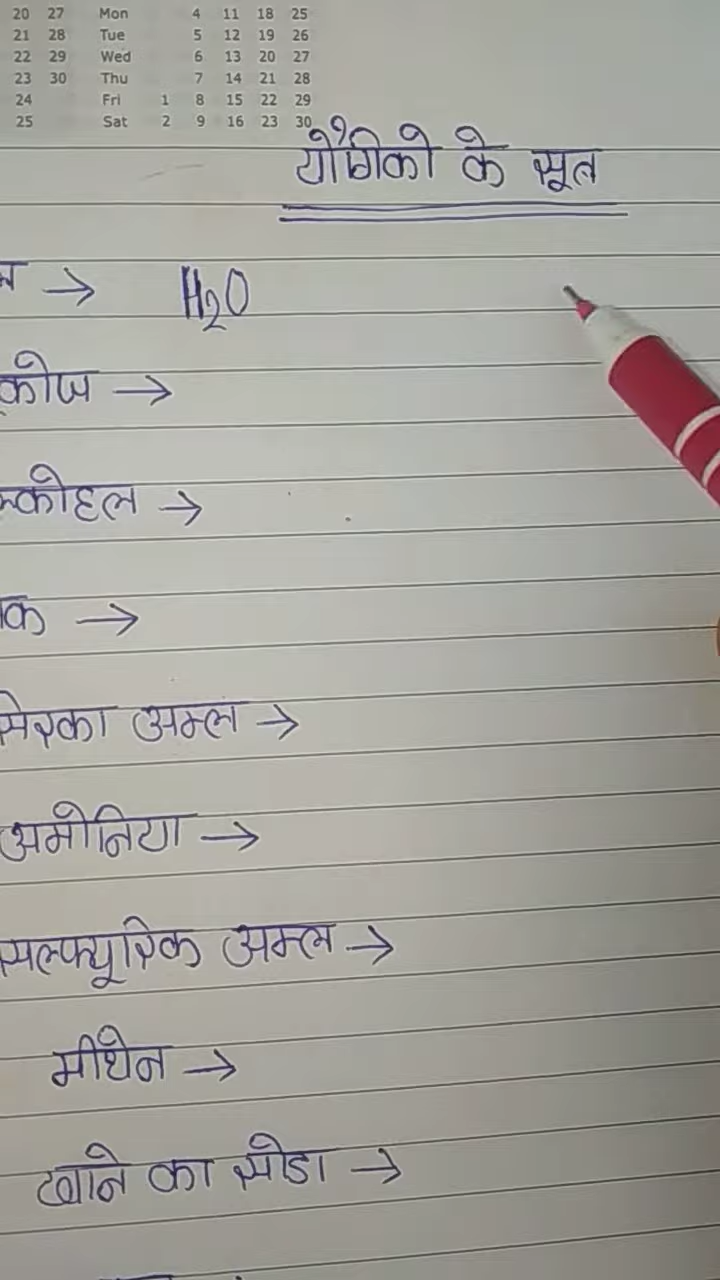 20 27 Mon 4 11 18 25
21 28 Tue 5 12 19 26
22 29 Wed 6 13 20 27
23 30 Thu 7 14 21 28
24 Fri 1 8 15 22 29
25 Sat 2 9 16 23 30
यौगिको के सूत्र
ल → H₂O
कोज →
ल्कोहल →
क →
सिरका अम्ल →
अमोनिया →
सल्फ्यूरिक अम्ल →
मीथेन →
खाने का सोडा →